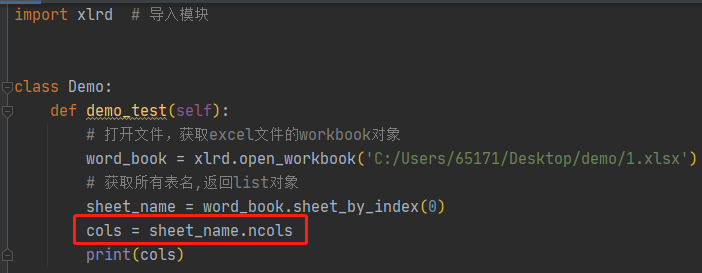 import xlrd  # 导入模块
class Demo:
    def demo_test(self):
        # 打开文件，获取excel文件的workbook对象
        word_book = xlrd.open_workbook('C:/Users/65171/Desktop/demo/1.xlsx')
        # 获取所有表名,返回list对象
        sheet_name = word_book.sheet_by_index(0)
        cols = sheet_name.ncols
        print(cols)